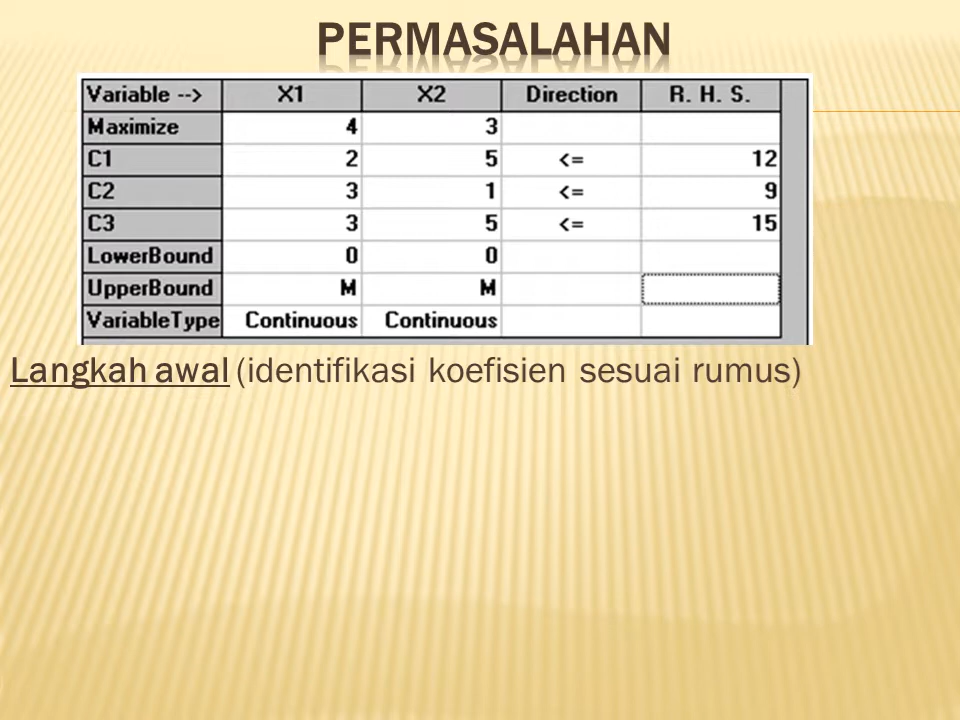 PERMASALAHAN
Variable --> X1 X2 Direction R. H. S.
Maximize 4 3
C1 2 5 <= 12
C2 3 1 <= 9
C3 3 5 <= 15
LowerBound 0 0
UpperBound M M
VariableType Continuous Continuous
Langkah awal (identifikasi koefisien sesuai rumus)